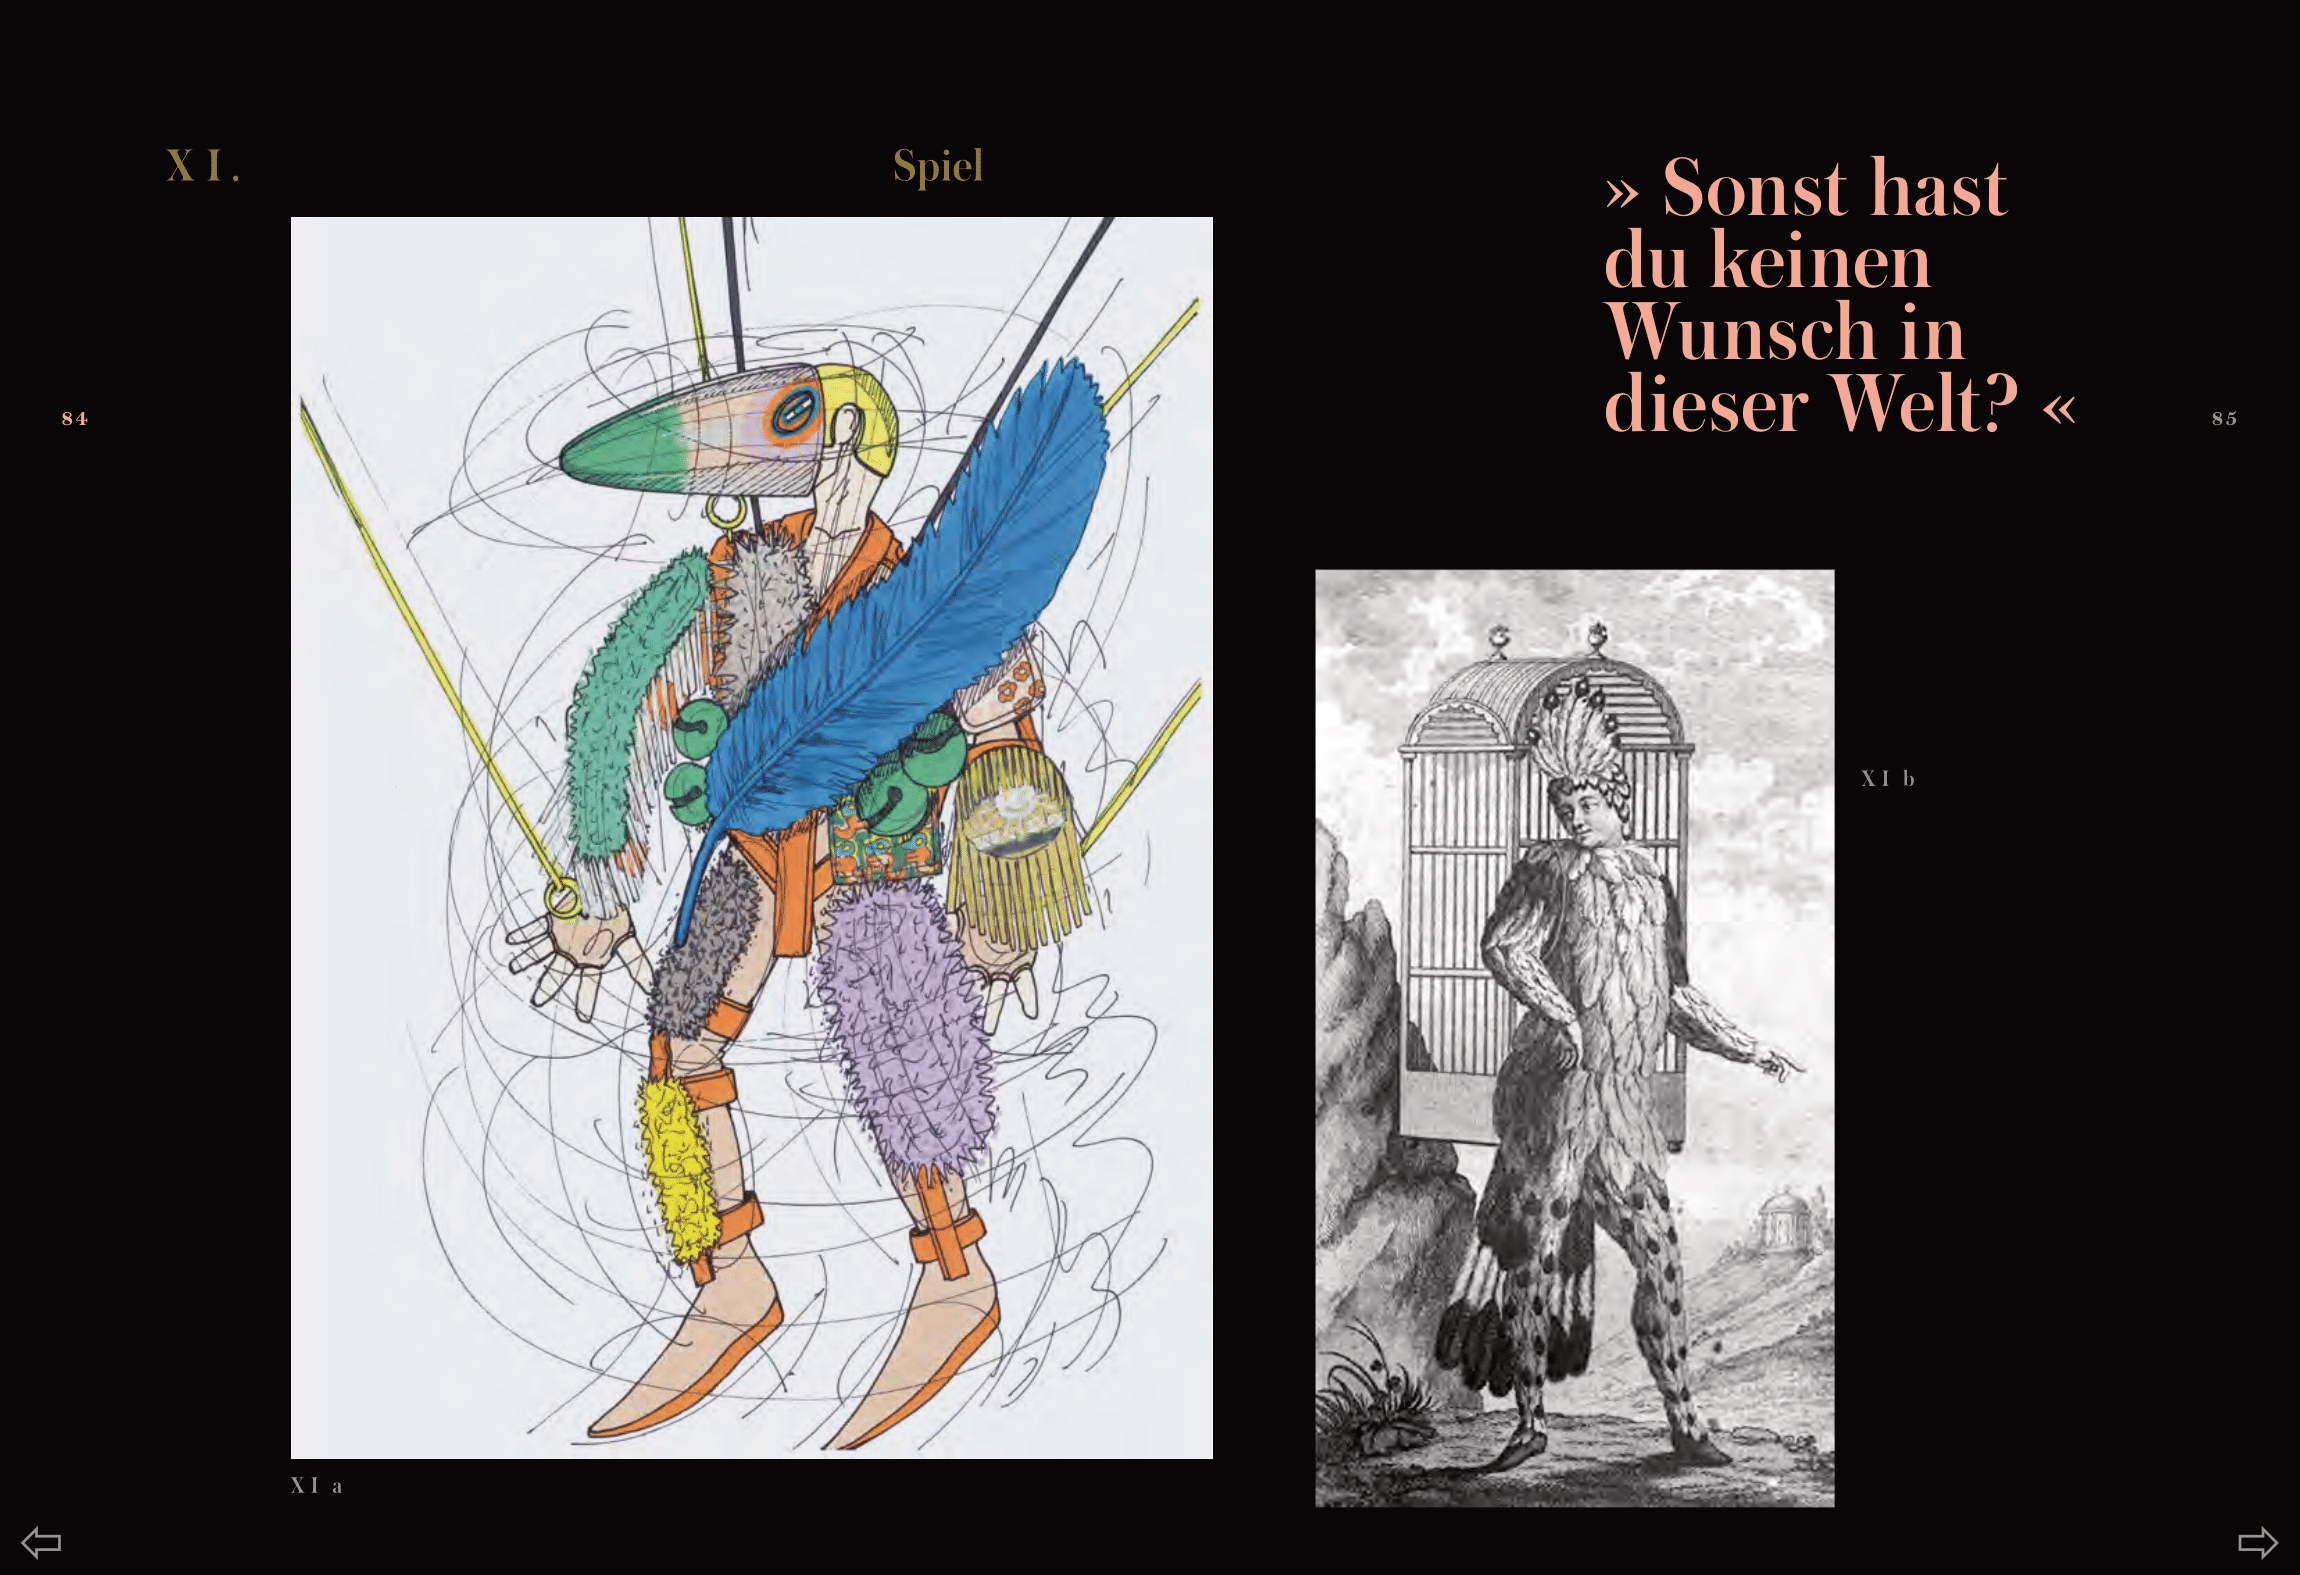 XI.
Spiel
» Sonst hast
du keinen
Wunsch in
dieser Welt? «
84
85
XI b
XI a